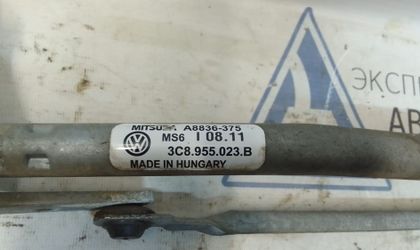 MITSUBA A8836-375
MS6 I 08.11
3C8.955.023.B
MADE IN HUNGARY
ЭКСП
АВ